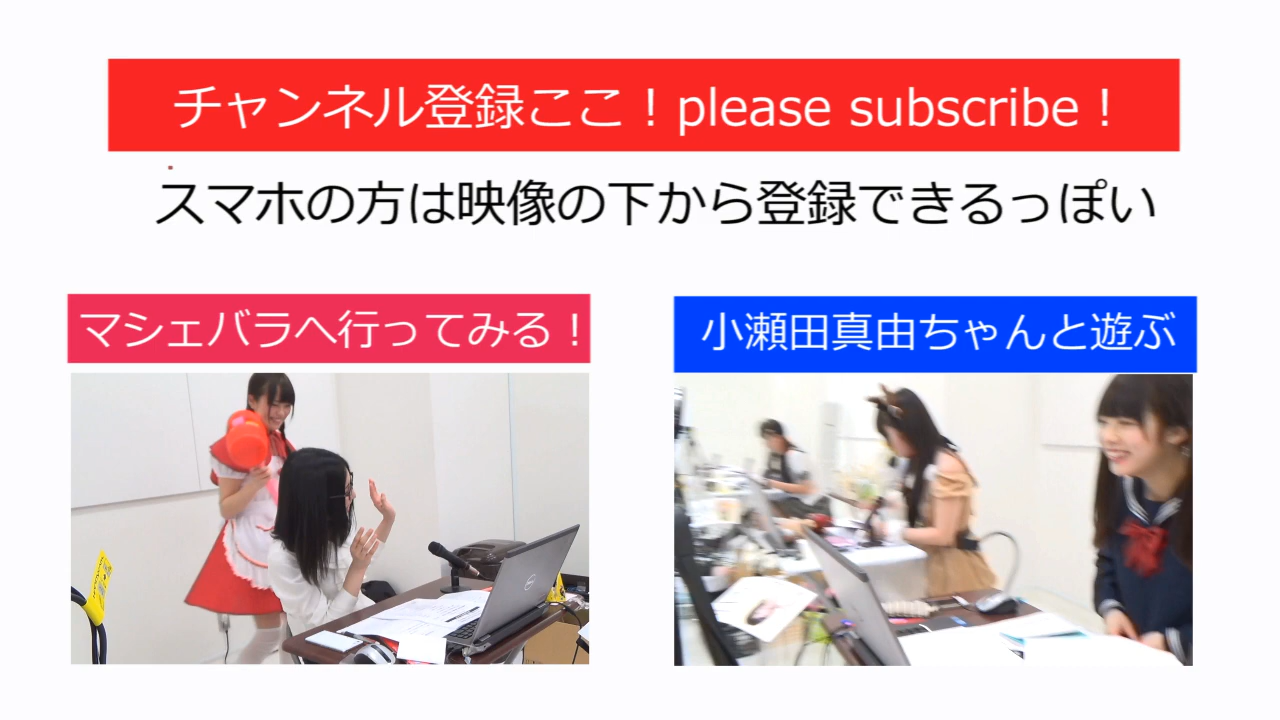 チャンネル登録ここ！please subscribe！
スマホの方は映像の下から登録できるっぽい
マシェバラへ行ってみる！
小瀬田真由ちゃんと遊ぶ
DELL